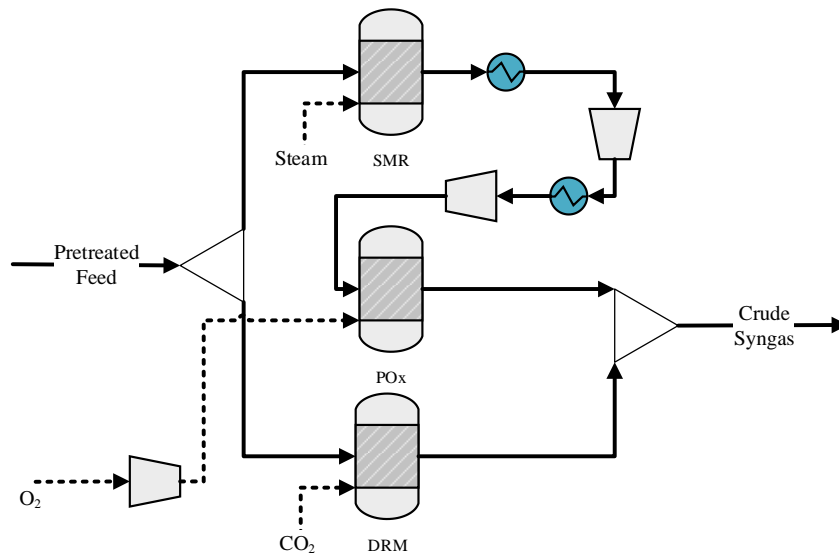 Steam
SMR
Pretreated
Feed
Crude
Syngas
POx
O₂
CO₂
DRM